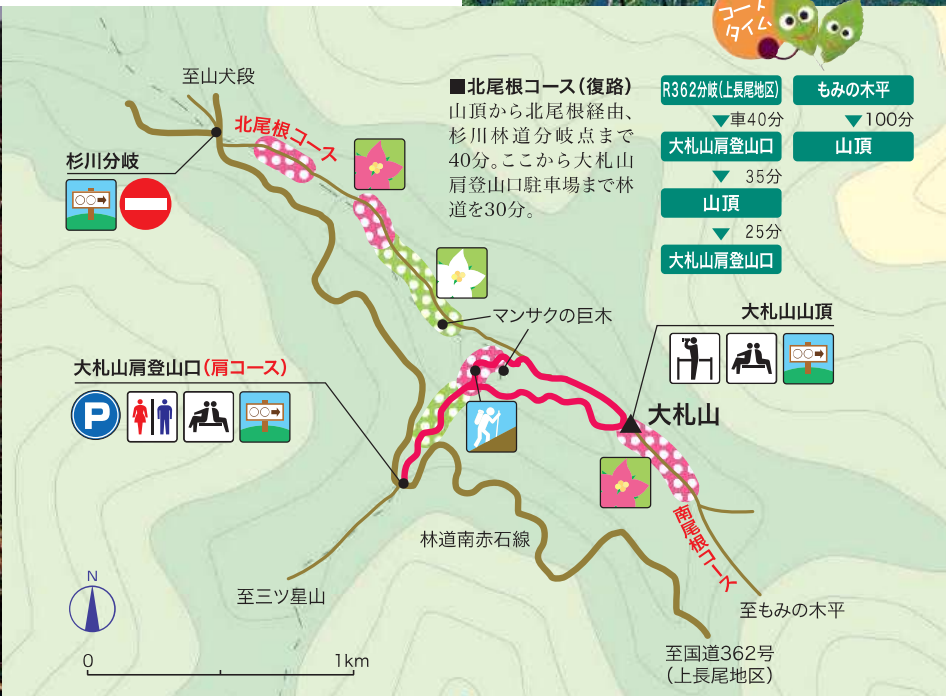 コート
タイム
至山犬段
北尾根コース
杉川分岐
■北尾根コース(復路)
山頂から北尾根経由、
杉川林道分岐点まで
40分。ここから大札山
肩登山口駐車場まで林
道を30分。
R362分岐(上長尾地区)
▼車40分
大札山肩登山口
▼ 35分
山頂
▼ 25分
大札山肩登山口
もみの木平
▼100分
山頂
マンサクの巨木
大札山山頂
大札山肩登山口(肩コース)
P
大札山
南尾根コース
林道南赤石線
至三ツ星山
至もみの木平
至国道362号
(上長尾地区)
N
0 1km